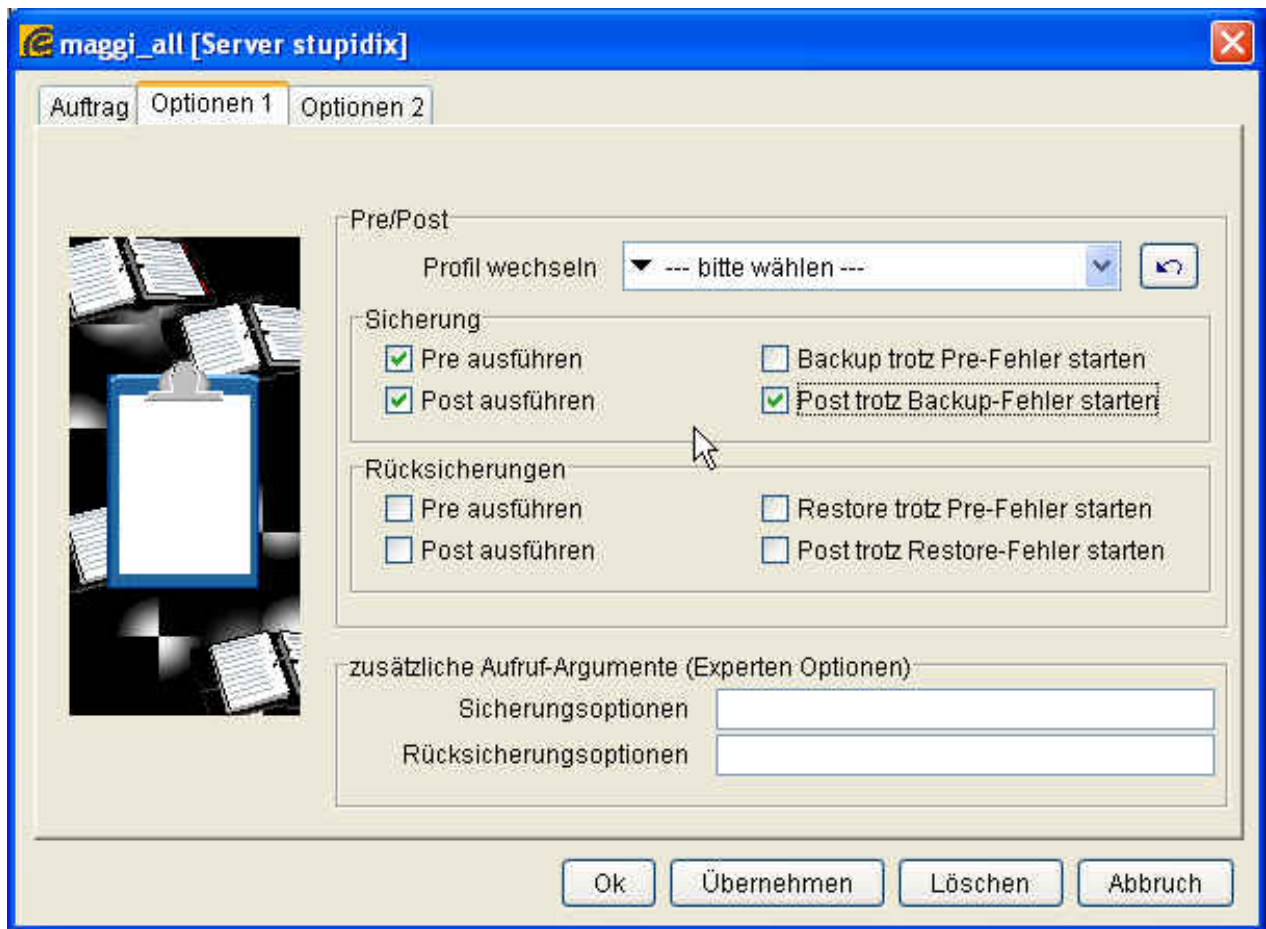 maggi_all [Server stupidix]
Auftrag Optionen 1 Optionen 2
Pre/Post
Profil wechseln --- bitte wählen ---
Sicherung
Pre ausführen Backup trotz Pre-Fehler starten
Post ausführen Post trotz Backup-Fehler starten
Rücksicherungen
Pre ausführen Restore trotz Pre-Fehler starten
Post ausführen Post trotz Restore-Fehler starten
zusätzliche Aufruf-Argumente (Experten Optionen)
Sicherungsoptionen
Rücksicherungsoptionen
Ok Übernehmen Löschen Abbruch